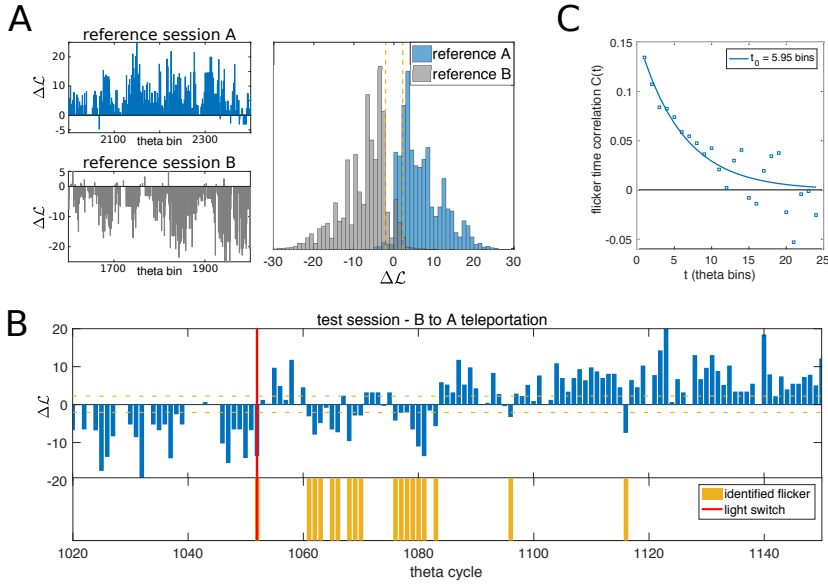 A
reference session A
ΔL
20
15
10
5
0
-5
2100
2300
theta bin
reference session B
ΔL
5
0
-10
-20
1700
1900
theta bin
reference A
reference B
-30
-20
-10
0
10
20
30
ΔL
C
flicker time correlation C(t)
0.15
0.1
0.05
0
-0.05
t₀ = 5.95 bins
0
5
10
15
20
25
t (theta bins)
B
test session - B to A teleportation
ΔL
20
10
0
-10
-20
identified flicker
light switch
1020
1040
1060
1080
1100
1120
1140
theta cycle